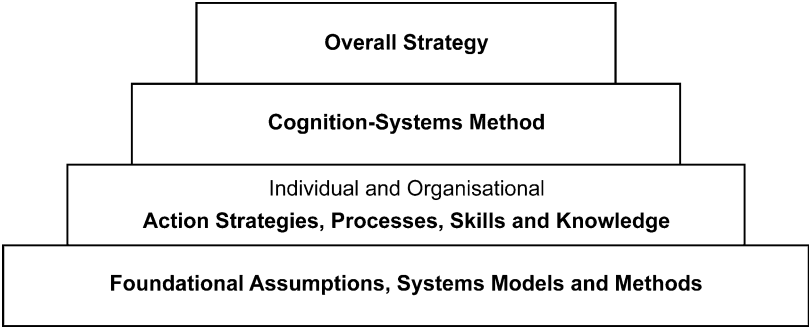 Overall Strategy
Cognition-Systems Method
Individual and Organisational
Action Strategies, Processes, Skills and Knowledge
Foundational Assumptions, Systems Models and Methods